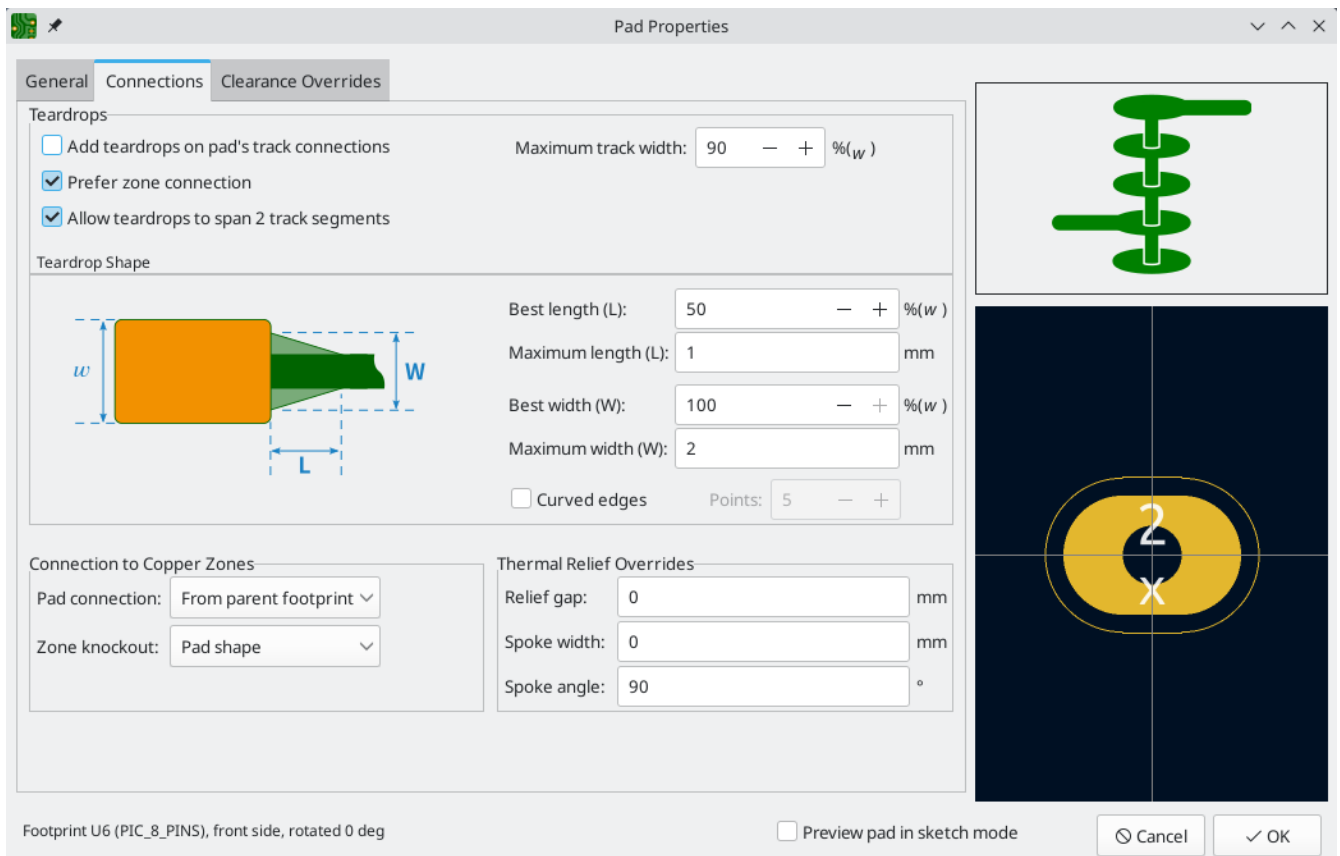 Pad Properties
General Connections Clearance Overrides
Teardrops
Add teardrops on pad's track connections
Maximum track width: 90 %(w)
Prefer zone connection
Allow teardrops to span 2 track segments
Teardrop Shape
w W L
Best length (L): 50 %(w)
Maximum length (L): 1 mm
Best width (W): 100 %(w)
Maximum width (W): 2 mm
Curved edges Points: 5
Connection to Copper Zones
Pad connection: From parent footprint
Zone knockout: Pad shape
Thermal Relief Overrides
Relief gap: 0 mm
Spoke width: 0 mm
Spoke angle: 90 °
2
x
Footprint U6 (PIC_8_PINS), front side, rotated 0 deg
Preview pad in sketch mode
Cancel OK